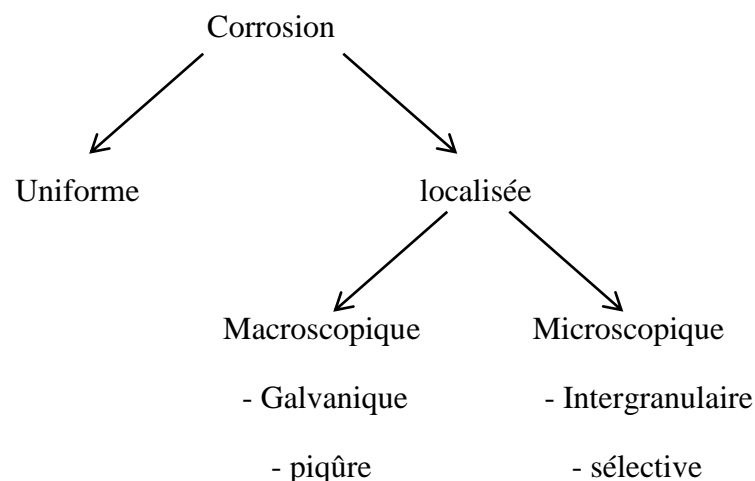 Corrosion
Uniforme
localisée
Macroscopique
Microscopique
- Galvanique
- Intergranulaire
- piqûre
- sélective